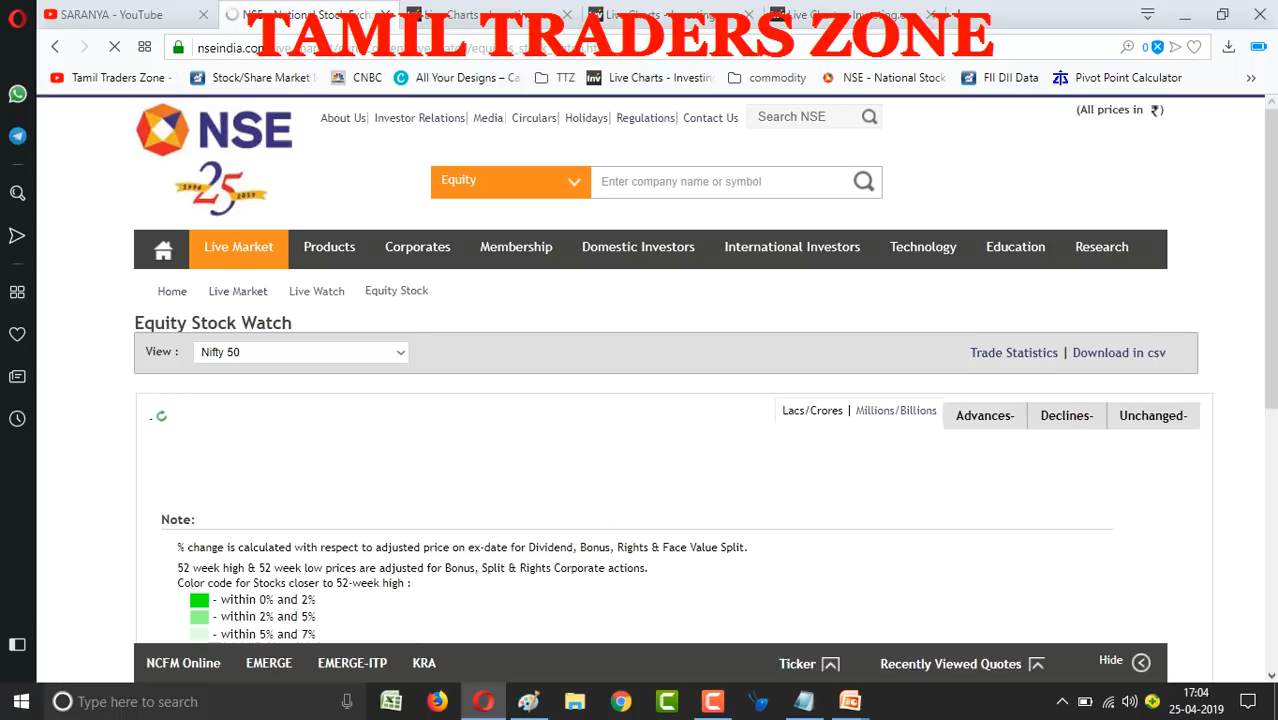 SARANYA - YouTube
TAMIL TRADERS ZONE
nseindia.com
Tamil Traders Zone -
Stock/Share Market I
CNBC
All Your Designs – Ca
TTZ
Live Charts - Investin
commodity
NSE - National Stock
FII DII Data
Pivot Point Calculator
NSE
25
About Us| Investor Relations| Media| Circulars| Holidays| Regulations| Contact Us
Search NSE
(All prices in ₹)
Equity
Enter company name or symbol
Live Market
Products
Corporates
Membership
Domestic Investors
International Investors
Technology
Education
Research
Home
Live Market
Live Watch
Equity Stock
Equity Stock Watch
View :
Nifty 50
Trade Statistics | Download in csv
-
Lacs/Crores | Millions/Billions
Advances-
Declines-
Unchanged-
Note:
% change is calculated with respect to adjusted price on ex-date for Dividend, Bonus, Rights & Face Value Split.
52 week high & 52 week low prices are adjusted for Bonus, Split & Rights Corporate actions.
Color code for Stocks closer to 52-week high :
- within 0% and 2%
- within 2% and 5%
- within 5% and 7%
NCFM Online
EMERGE
EMERGE-ITP
KRA
Ticker
Recently Viewed Quotes
Hide
Type here to search
17:04
25-04-2019